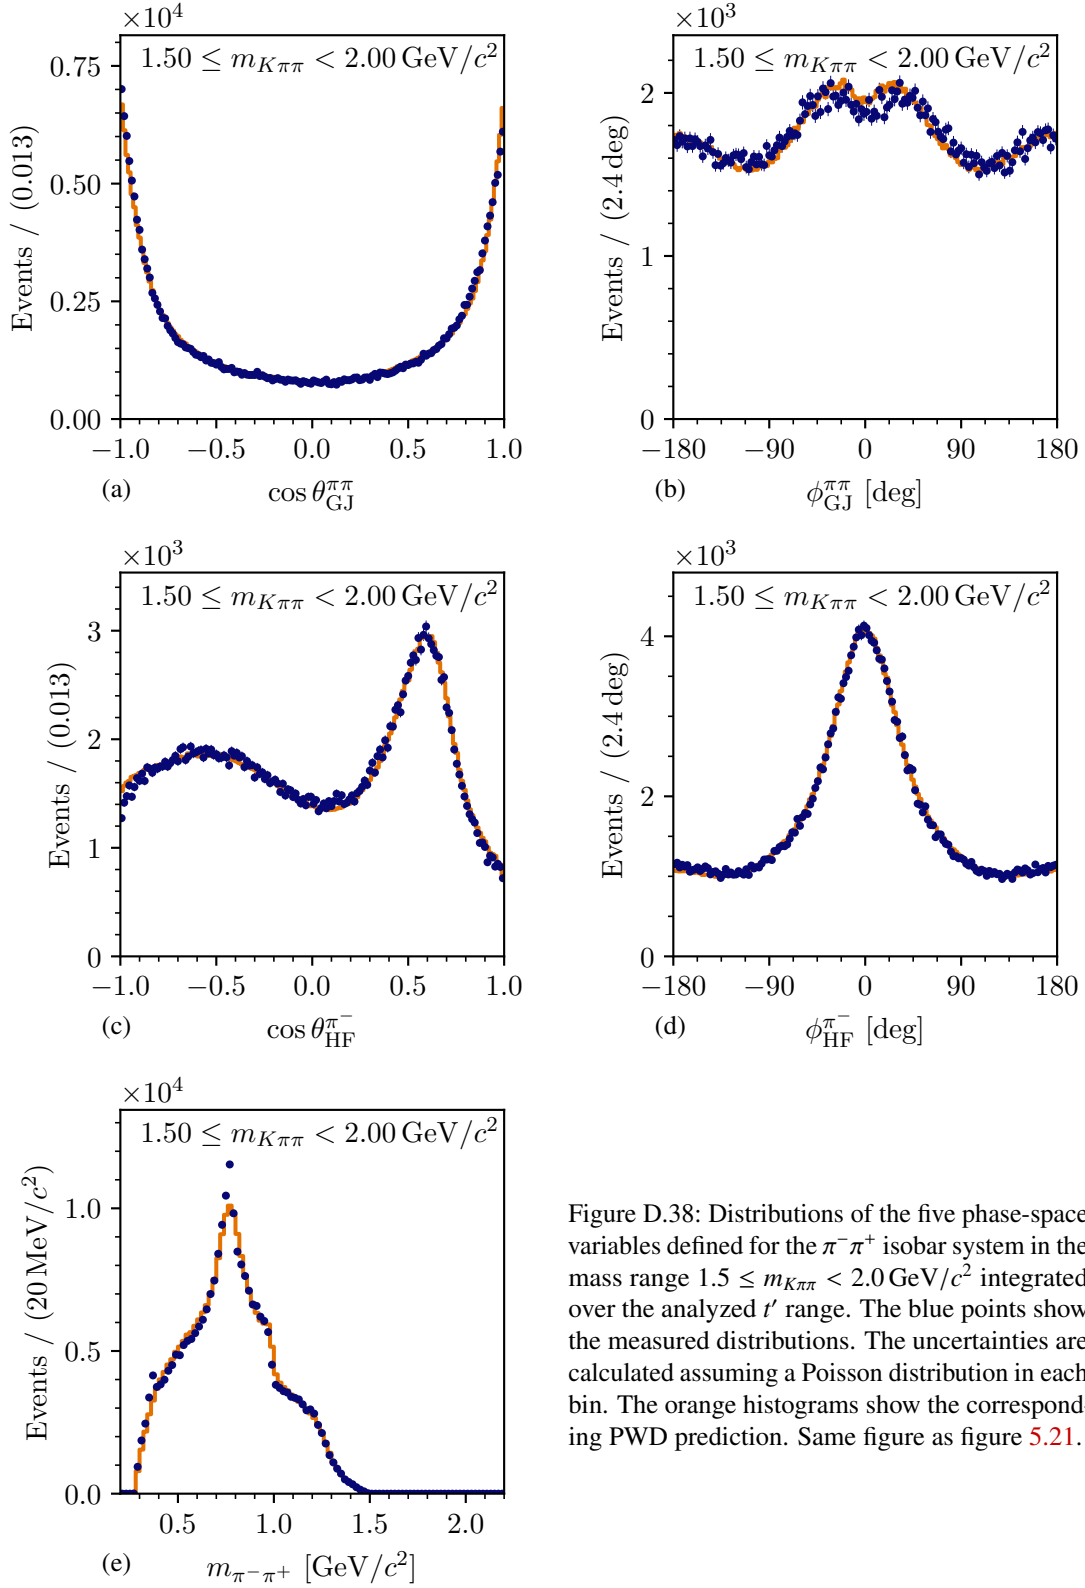 ×10⁴
1.50 ≤ m_{Kππ} < 2.00 GeV/c²
Events / (0.013)
0.75
0.50
0.25
0.00
−1.0 −0.5 0.0 0.5 1.0
(a)
cos θ_{GJ}^{ππ}
×10³
1.50 ≤ m_{Kππ} < 2.00 GeV/c²
Events / (2.4 deg)
2
1
0
−180 −90 0 90 180
(b)
ϕ_{GJ}^{ππ} [deg]
×10³
1.50 ≤ m_{Kππ} < 2.00 GeV/c²
Events / (0.013)
3
2
1
0
−1.0 −0.5 0.0 0.5 1.0
(c)
cos θ_{HF}^{π⁻}
×10³
1.50 ≤ m_{Kππ} < 2.00 GeV/c²
Events / (2.4 deg)
4
2
0
−180 −90 0 90 180
(d)
ϕ_{HF}^{π⁻} [deg]
×10⁴
1.50 ≤ m_{Kππ} < 2.00 GeV/c²
Events / (20 MeV/c²)
1.0
0.5
0.0
0.5 1.0 1.5 2.0
(e)
m_{π⁻π⁺} [GeV/c²]
Figure D.38: Distributions of the five phase-space
variables defined for the π⁻π⁺ isobar system in the
mass range 1.5 ≤ m_{Kππ} < 2.0 GeV/c² integrated
over the analyzed t′ range. The blue points show
the measured distributions. The uncertainties are
calculated assuming a Poisson distribution in each
bin. The orange histograms show the correspond-
ing PWD prediction. Same figure as figure 5.21.